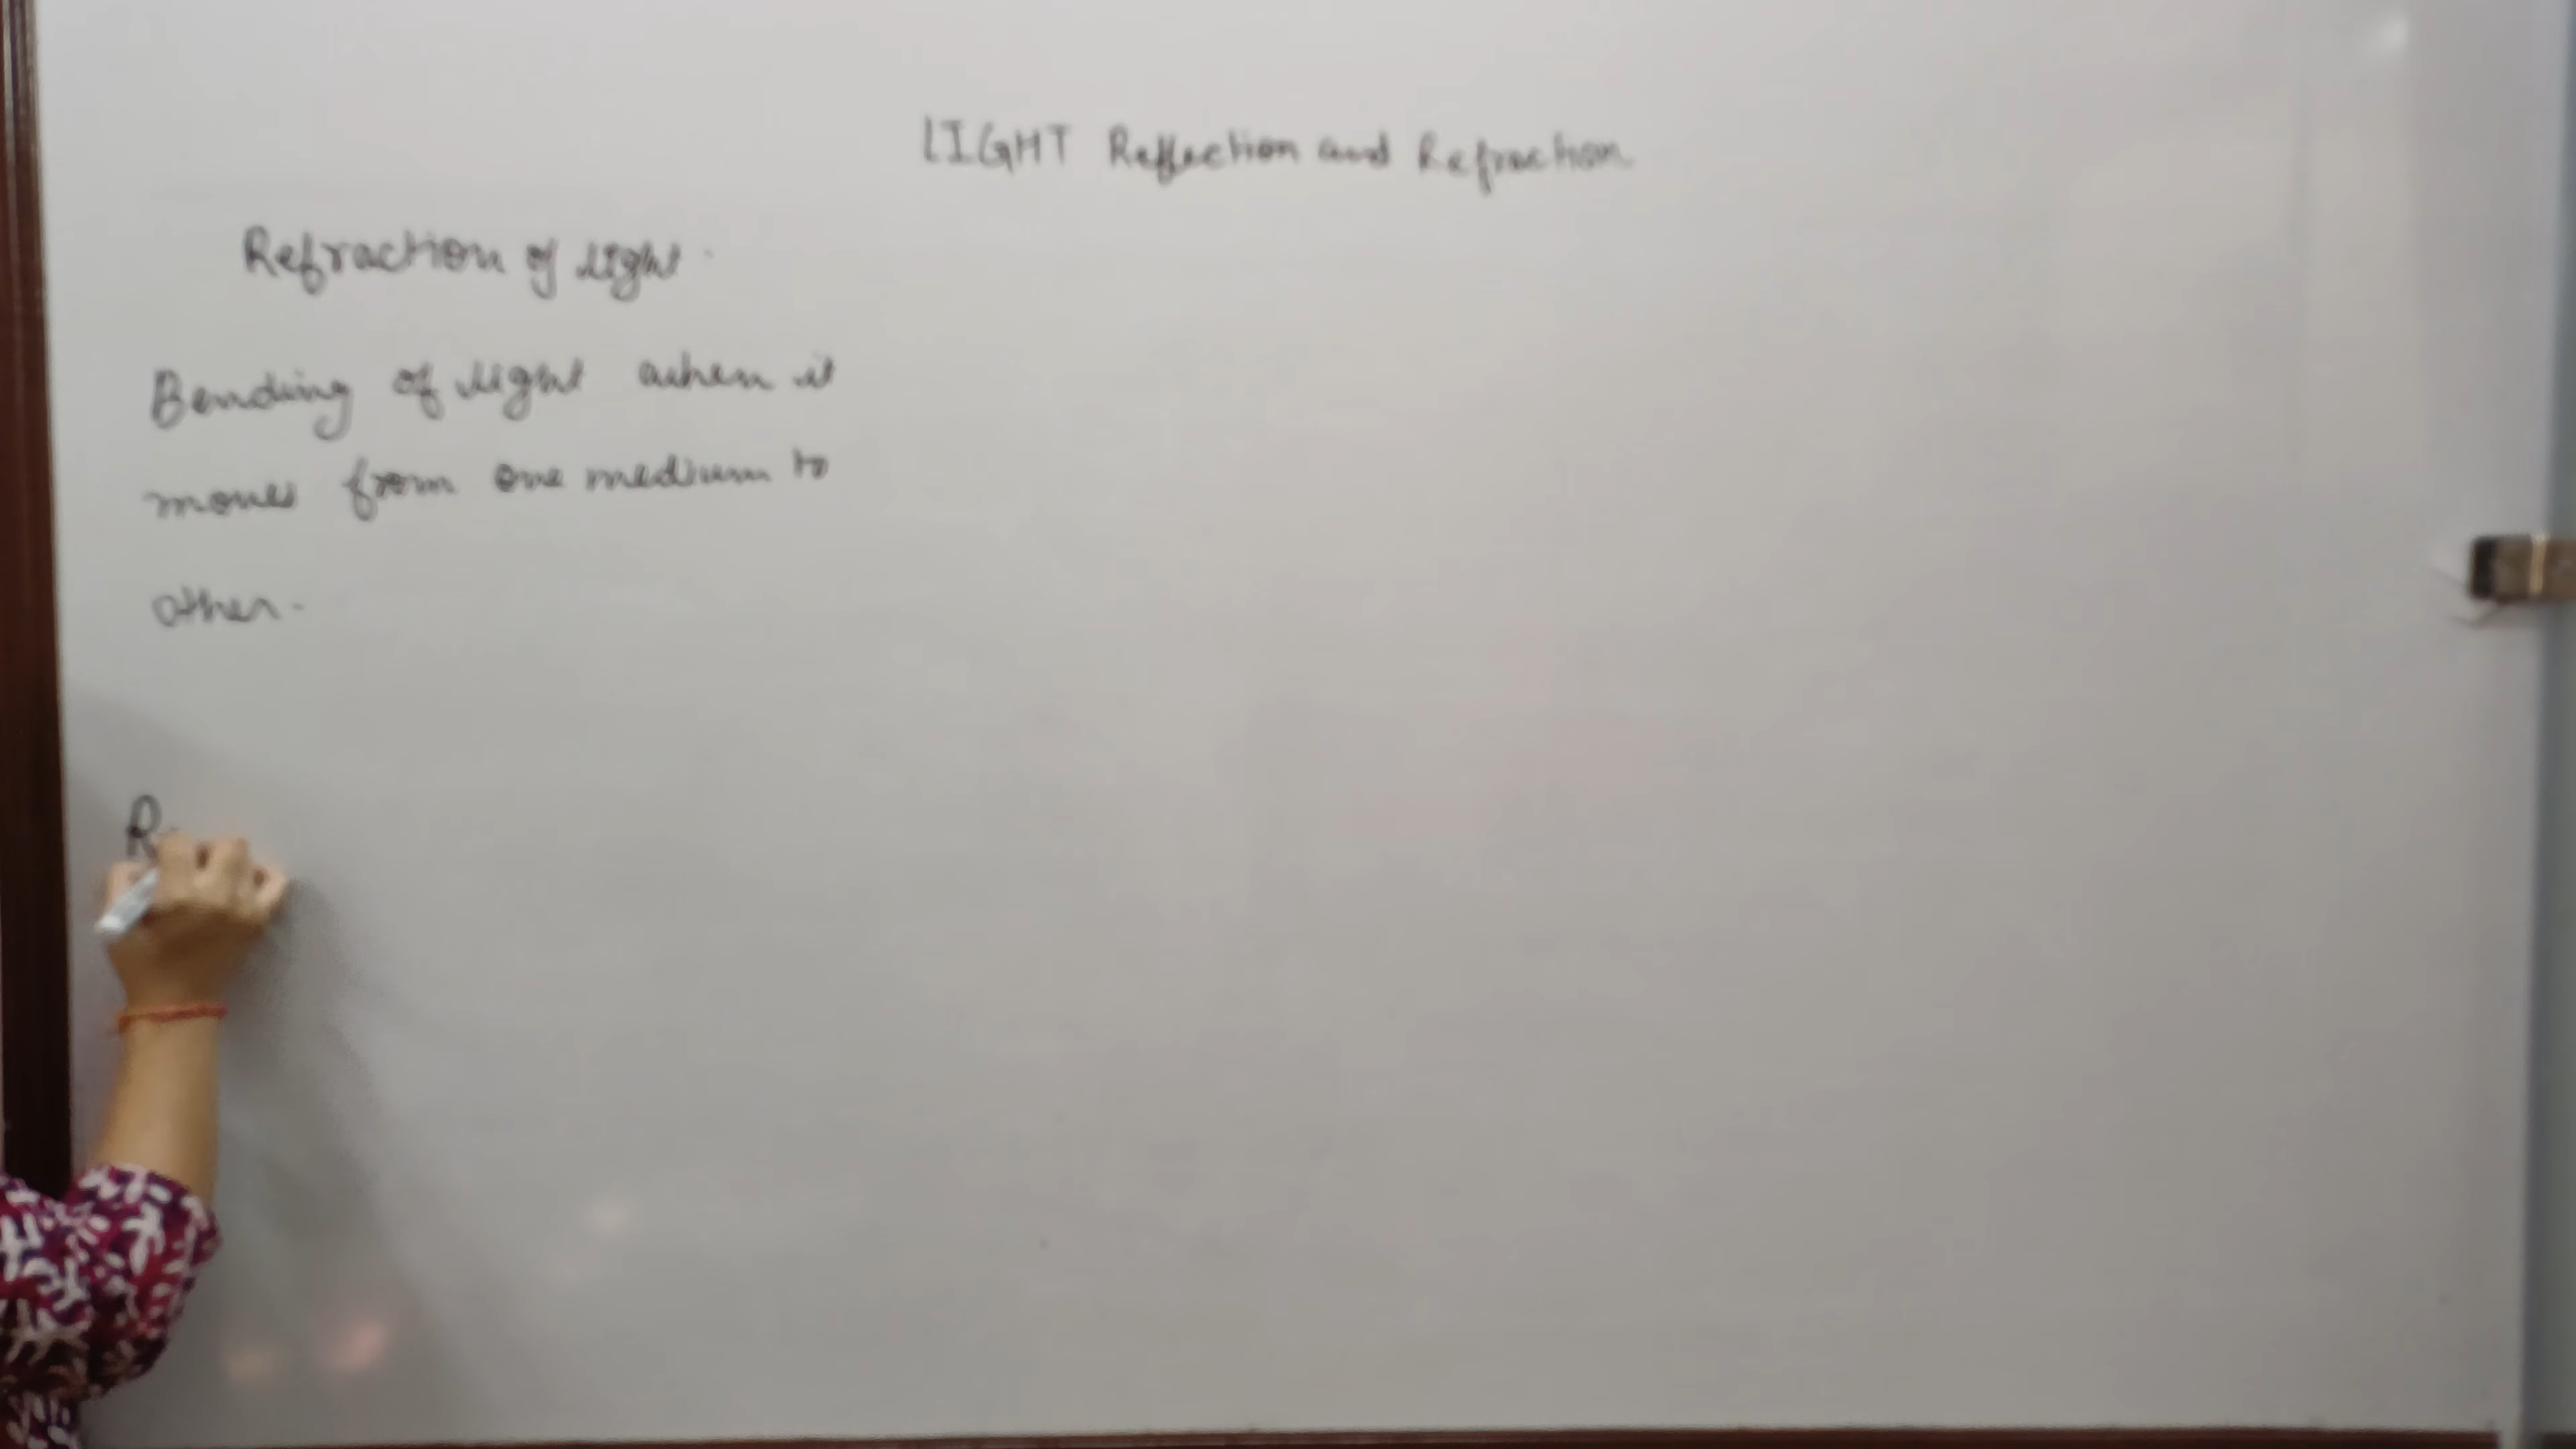 LIGHT Reflection and Refraction
Refraction of light
Bending of light when it
moves from one medium to
other.
R